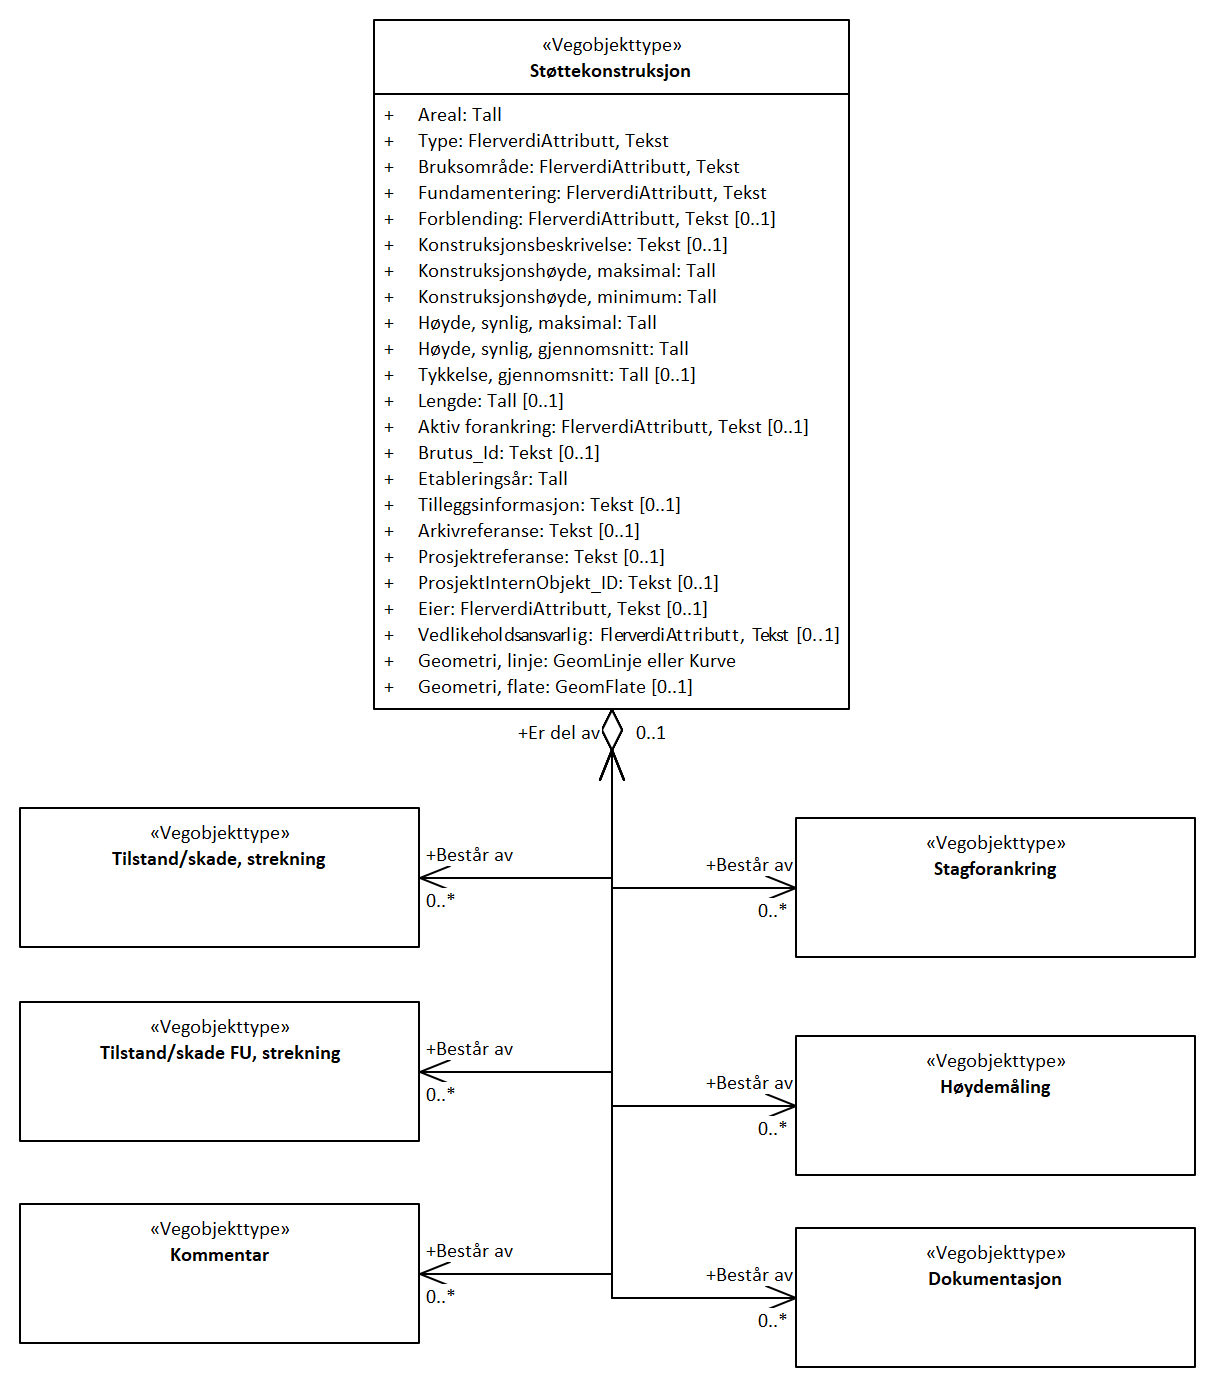 «Vegobjekttype»
Støttekonstruksjon
+ Areal: Tall
+ Type: FlerverdiAttributt, Tekst
+ Bruksområde: FlerverdiAttributt, Tekst
+ Fundamentering: FlerverdiAttributt, Tekst
+ Forblending: FlerverdiAttributt, Tekst [0..1]
+ Konstruksjonsbeskrivelse: Tekst [0..1]
+ Konstruksjonshøyde, maksimal: Tall
+ Konstruksjonshøyde, minimum: Tall
+ Høyde, synlig, maksimal: Tall
+ Høyde, synlig, gjennomsnitt: Tall
+ Tykkelse, gjennomsnitt: Tall [0..1]
+ Lengde: Tall [0..1]
+ Aktiv forankring: FlerverdiAttributt, Tekst [0..1]
+ Brutus_Id: Tekst [0..1]
+ Etableringsår: Tall
+ Tilleggsinformasjon: Tekst [0..1]
+ Arkivreferanse: Tekst [0..1]
+ Prosjektreferanse: Tekst [0..1]
+ ProsjektInternObjekt_ID: Tekst [0..1]
+ Eier: FlerverdiAttributt, Tekst [0..1]
+ Vedlikeholdsansvarlig: FlerverdiAttributt, Tekst [0..1]
+ Geometri, linje: GeomLinje eller Kurve
+ Geometri, flate: GeomFlate [0..1]
+Er del av 0..1
«Vegobjekttype»
Tilstand/skade, strekning
+Består av
0..*
«Vegobjekttype»
Stagforankring
+Består av
0..*
«Vegobjekttype»
Tilstand/skade FU, strekning
+Består av
0..*
«Vegobjekttype»
Høydemåling
+Består av
0..*
«Vegobjekttype»
Kommentar
+Består av
0..*
«Vegobjekttype»
Dokumentasjon
+Består av
0..*